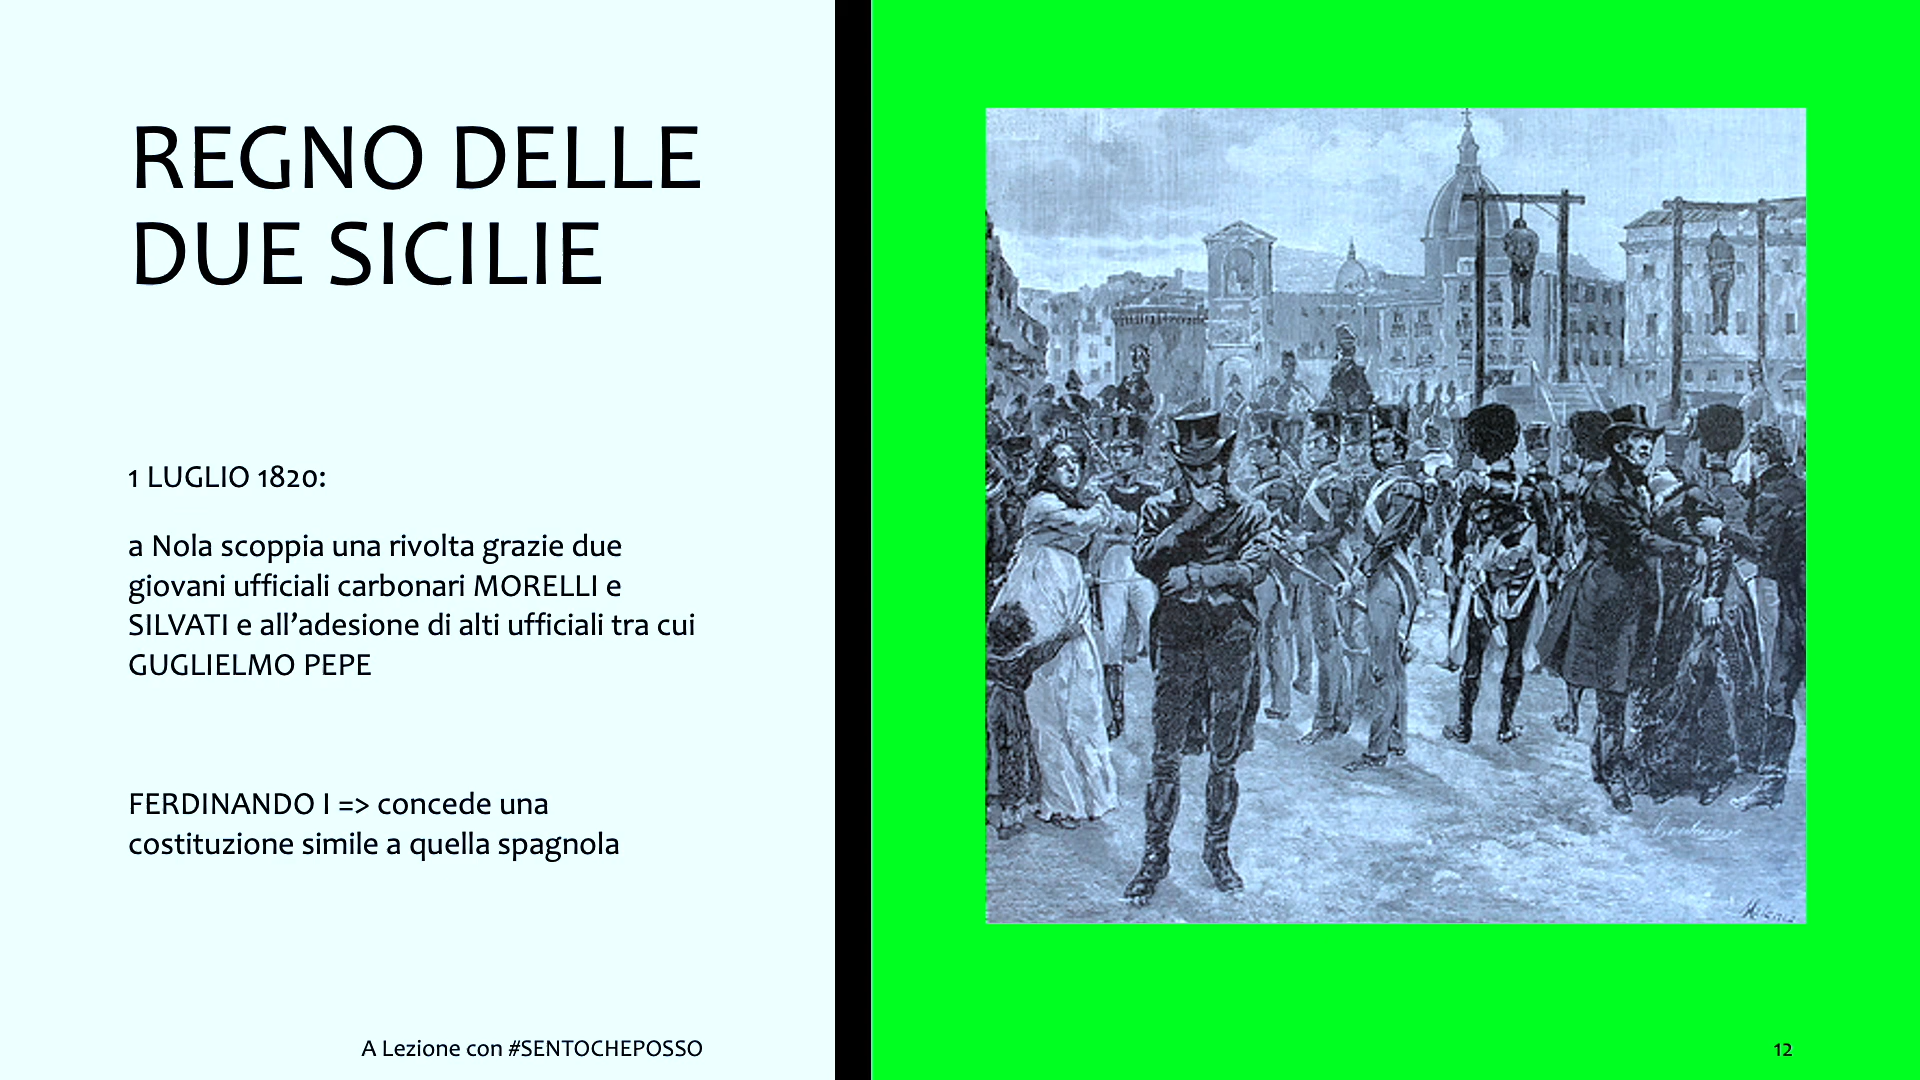 REGNO DELLE
DUE SICILIE
1 LUGLIO 1820:
a Nola scoppia una rivolta grazie due
giovani ufficiali carbonari MORELLI e
SILVATI e all’adesione di alti ufficiali tra cui
GUGLIELMO PEPE
FERDINANDO I => concede una
costituzione simile a quella spagnola
A Lezione con #SENTOCHEPOSSO
12